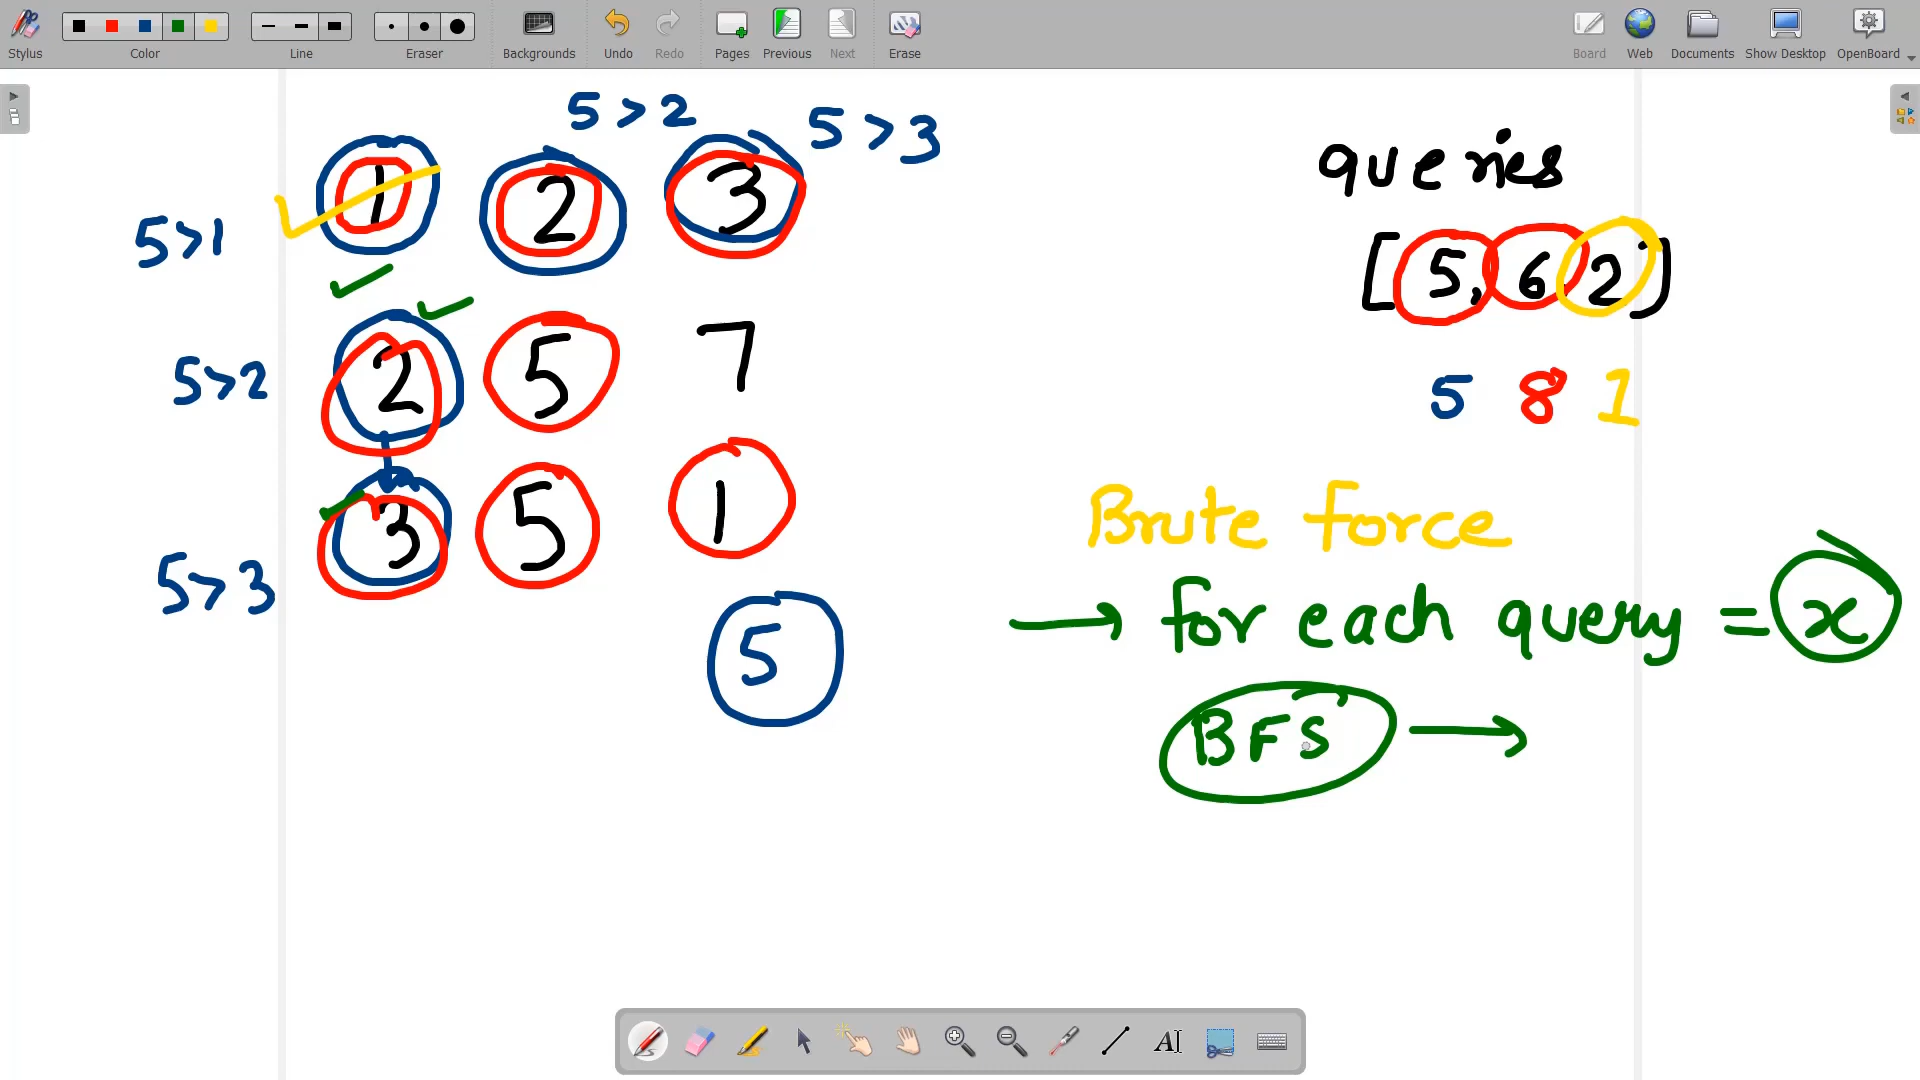 Stylus Color Line Eraser Backgrounds Undo Redo Pages Previous Next Erase Board Web Documents Show Desktop OpenBoard
5 > 2
5 > 3
1 2 3
5 > 1
2 5 7
5 > 2
3 5 1
5 > 3
5
queries
[5, 6 2]
5 8 1
Brute force
→ for each query = x
BFS →